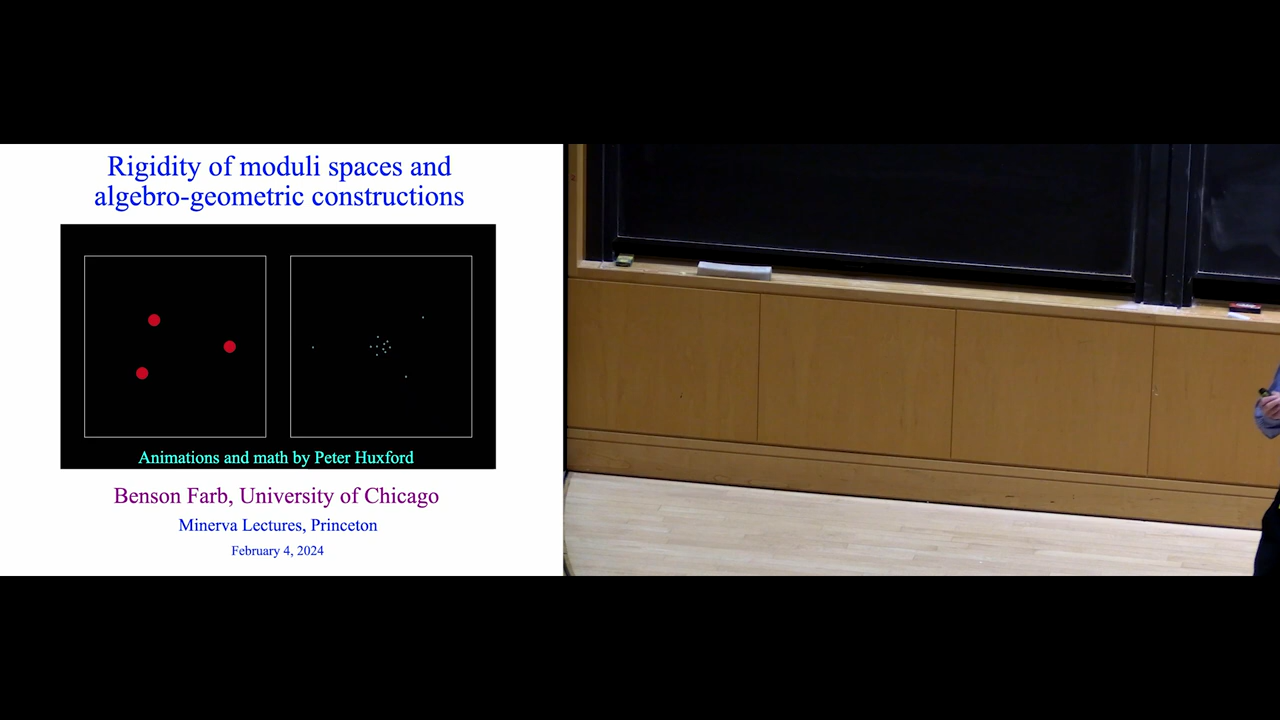 Rigidity of moduli spaces and
algebro-geometric constructions
Animations and math by Peter Huxford
Benson Farb, University of Chicago
Minerva Lectures, Princeton
February 4, 2024